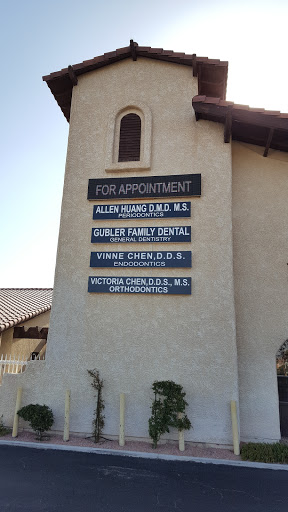 FOR APPOINTMENT
ALLEN HUANG D.M.D. M.S.
PERIODONTICS
GUBLER FAMILY DENTAL
GENERAL DENTISTRY
VINNE CHEN, D.D.S.
ENDODONTICS
VICTORIA CHEN, D.D.S., M.S.
ORTHODONTICS